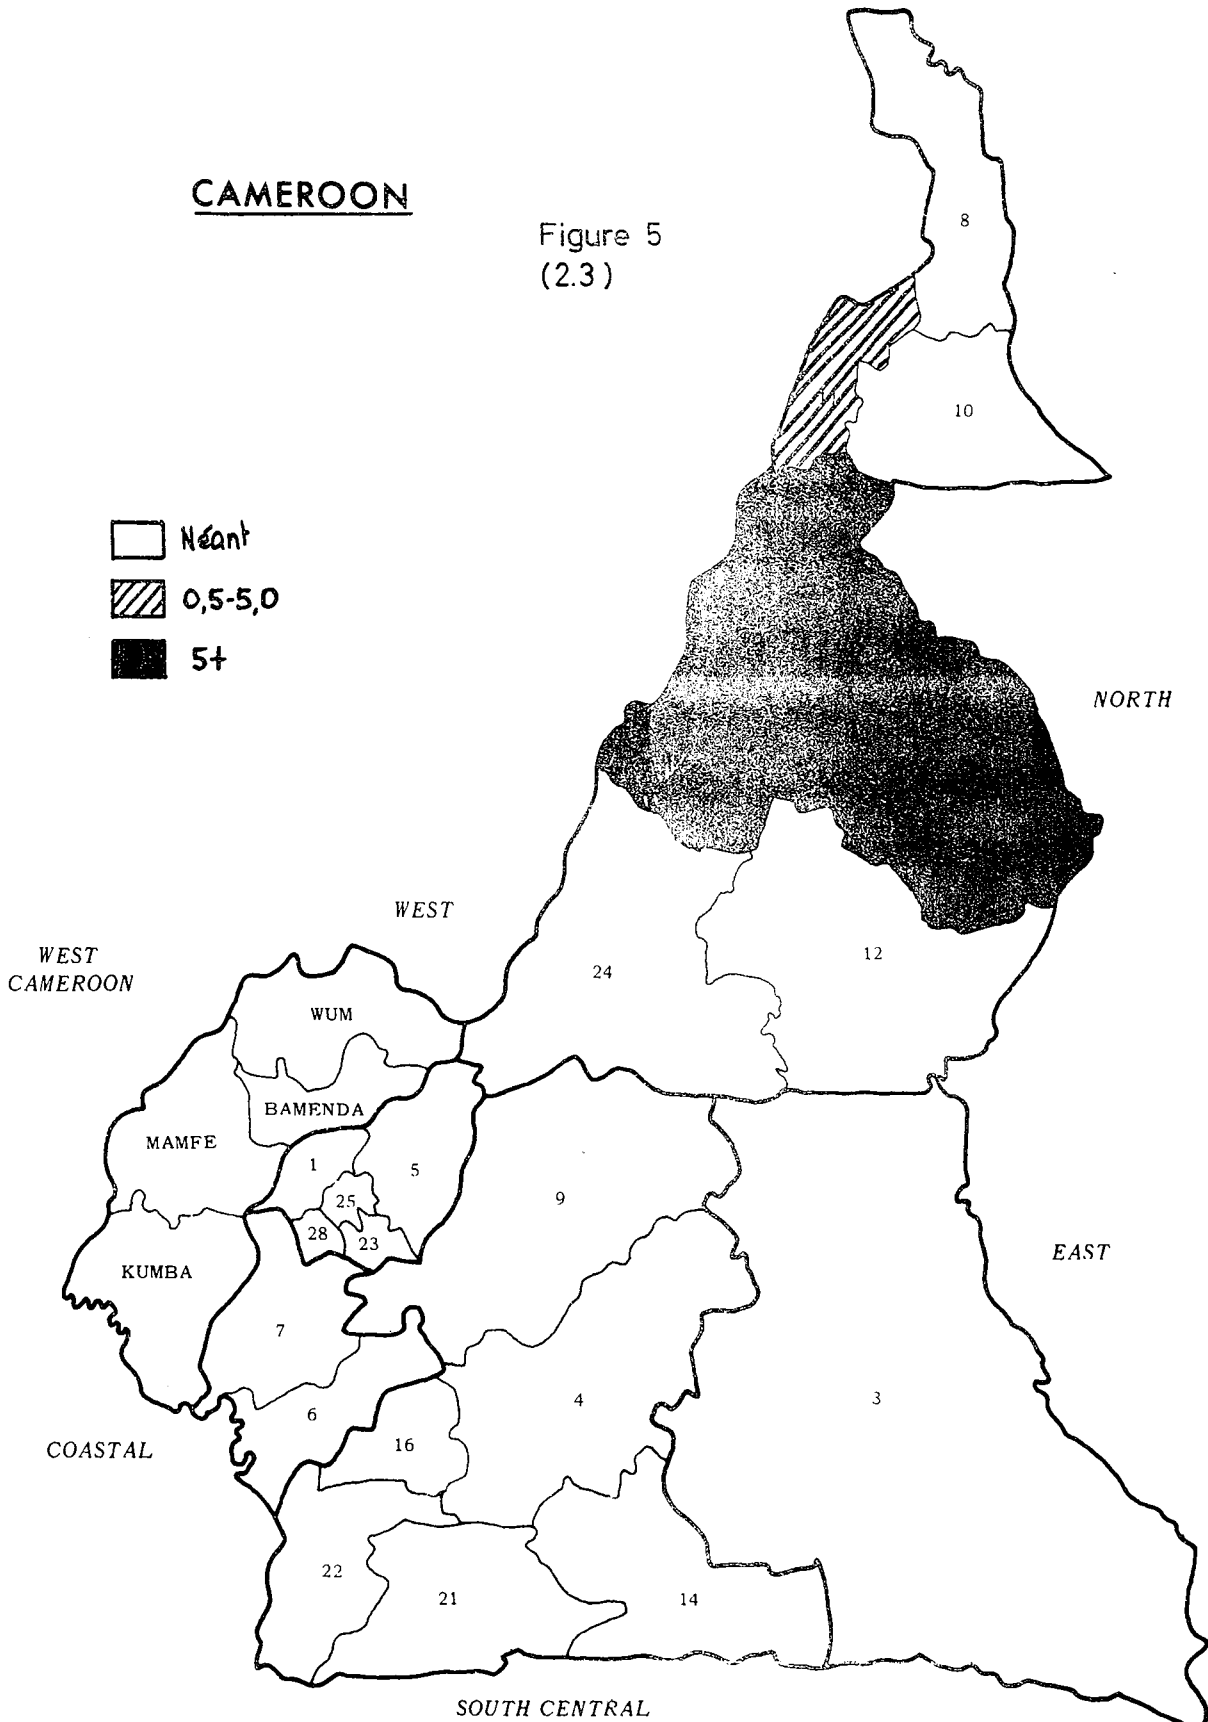 CAMEROON
Figure 5
(2.3)
8
10
Néant
0,5-5,0
5+
NORTH
WEST
WEST
CAMEROON
24
12
WUM
BAMENDA
MAMFE
1
5
25
9
28
23
EAST
KUMBA
7
6
4
3
COASTAL
16
22
21
14
SOUTH CENTRAL